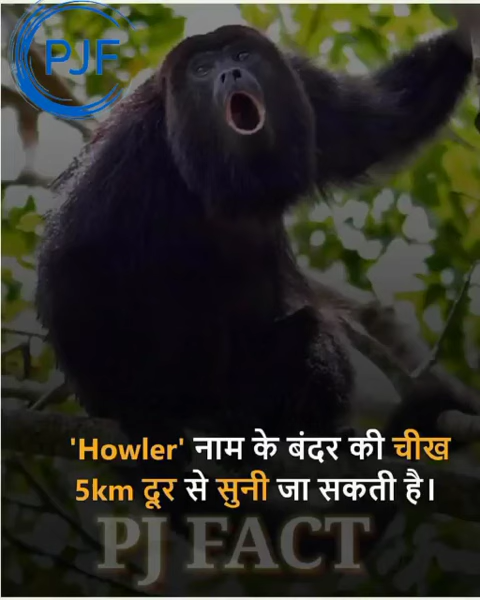 PJF
'Howler' नाम के बंदर की चीख
5km दूर से सुनी जा सकती है।
PJ FACT